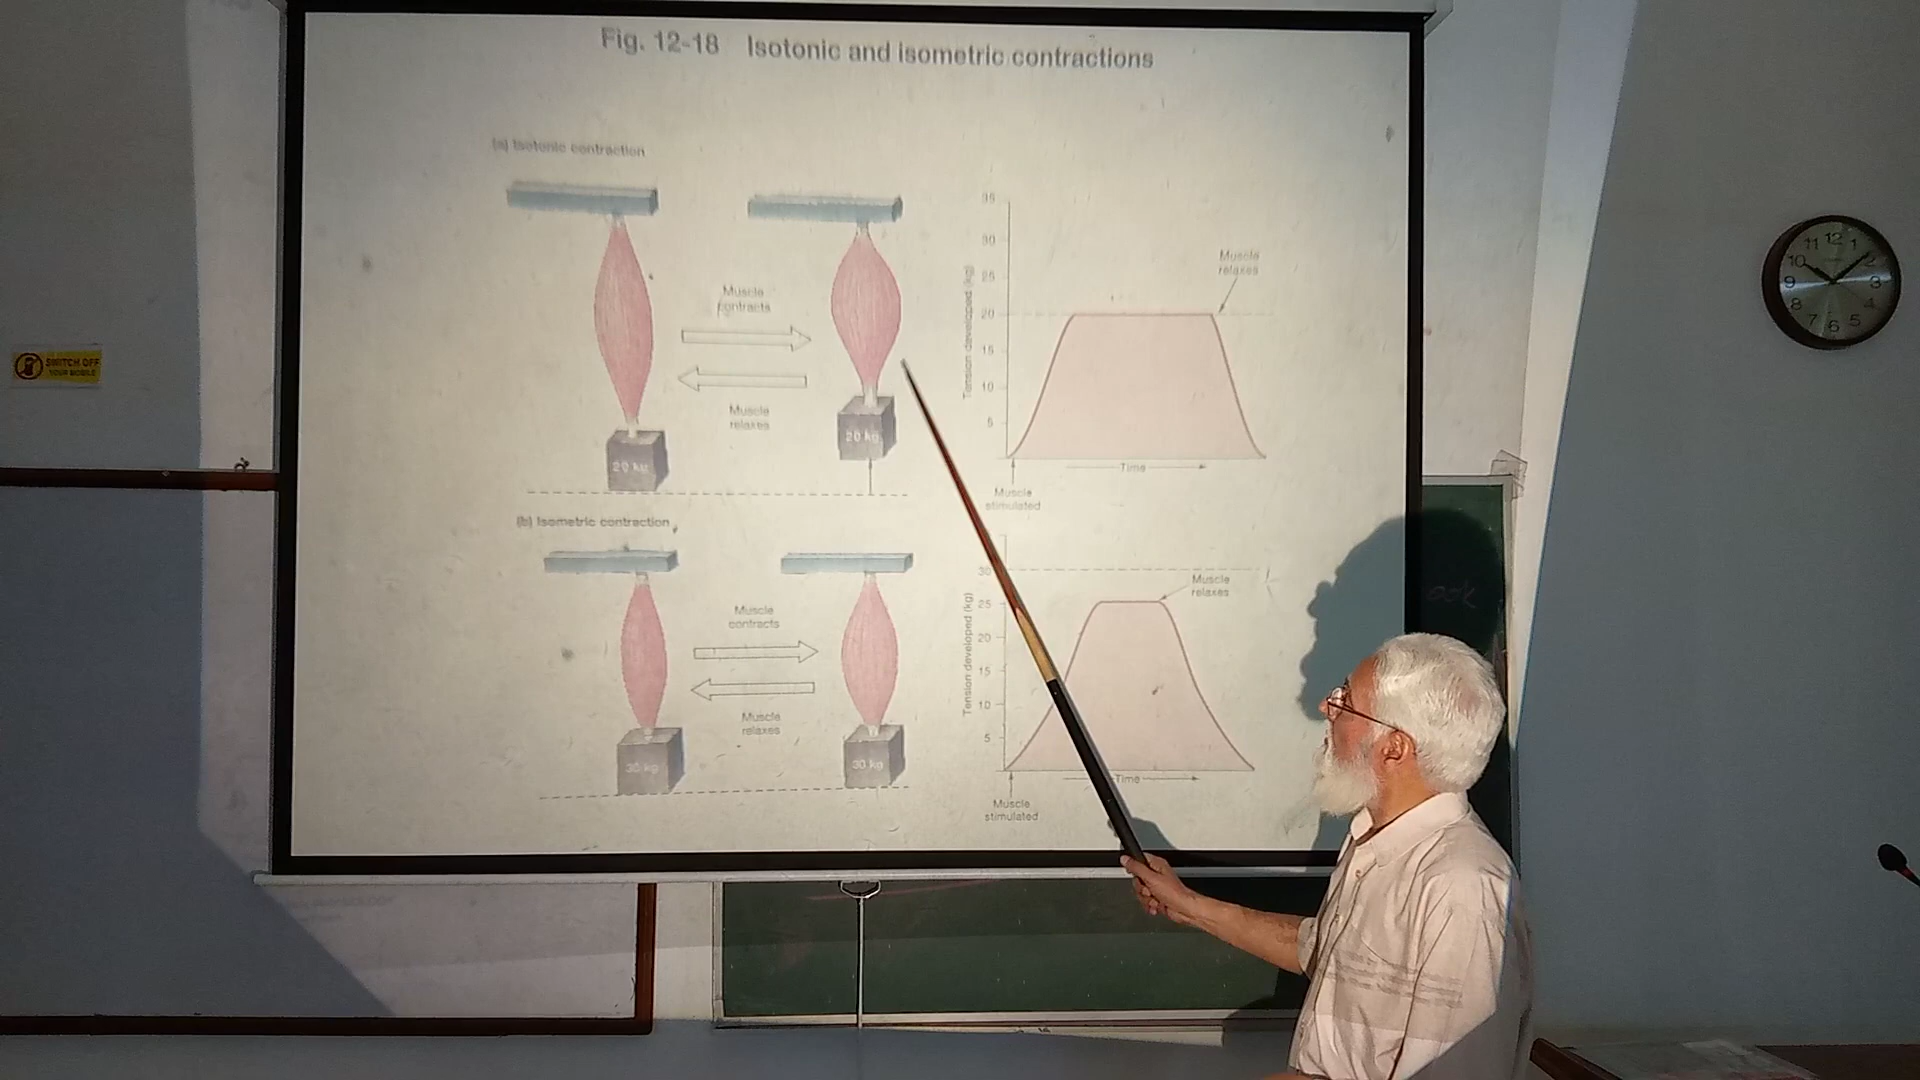 Fig. 12-18 Isotonic and isometric contractions
(a) Isotonic contraction
Muscle
contracts
Muscle
relaxes
20 kg
20 kg
35
30
25
20
15
10
5
Tension developed (kg)
Muscle
relaxes
Time
Muscle
stimulated
(b) Isometric contraction
Muscle
contracts
Muscle
relaxes
30 kg
30 kg
30
25
20
15
10
5
Tension developed (kg)
Muscle
relaxes
Time
Muscle
stimulated
SWITCH OFF
YOUR MOBILE
12
1
2
3
4
5
6
7
8
9
10
11